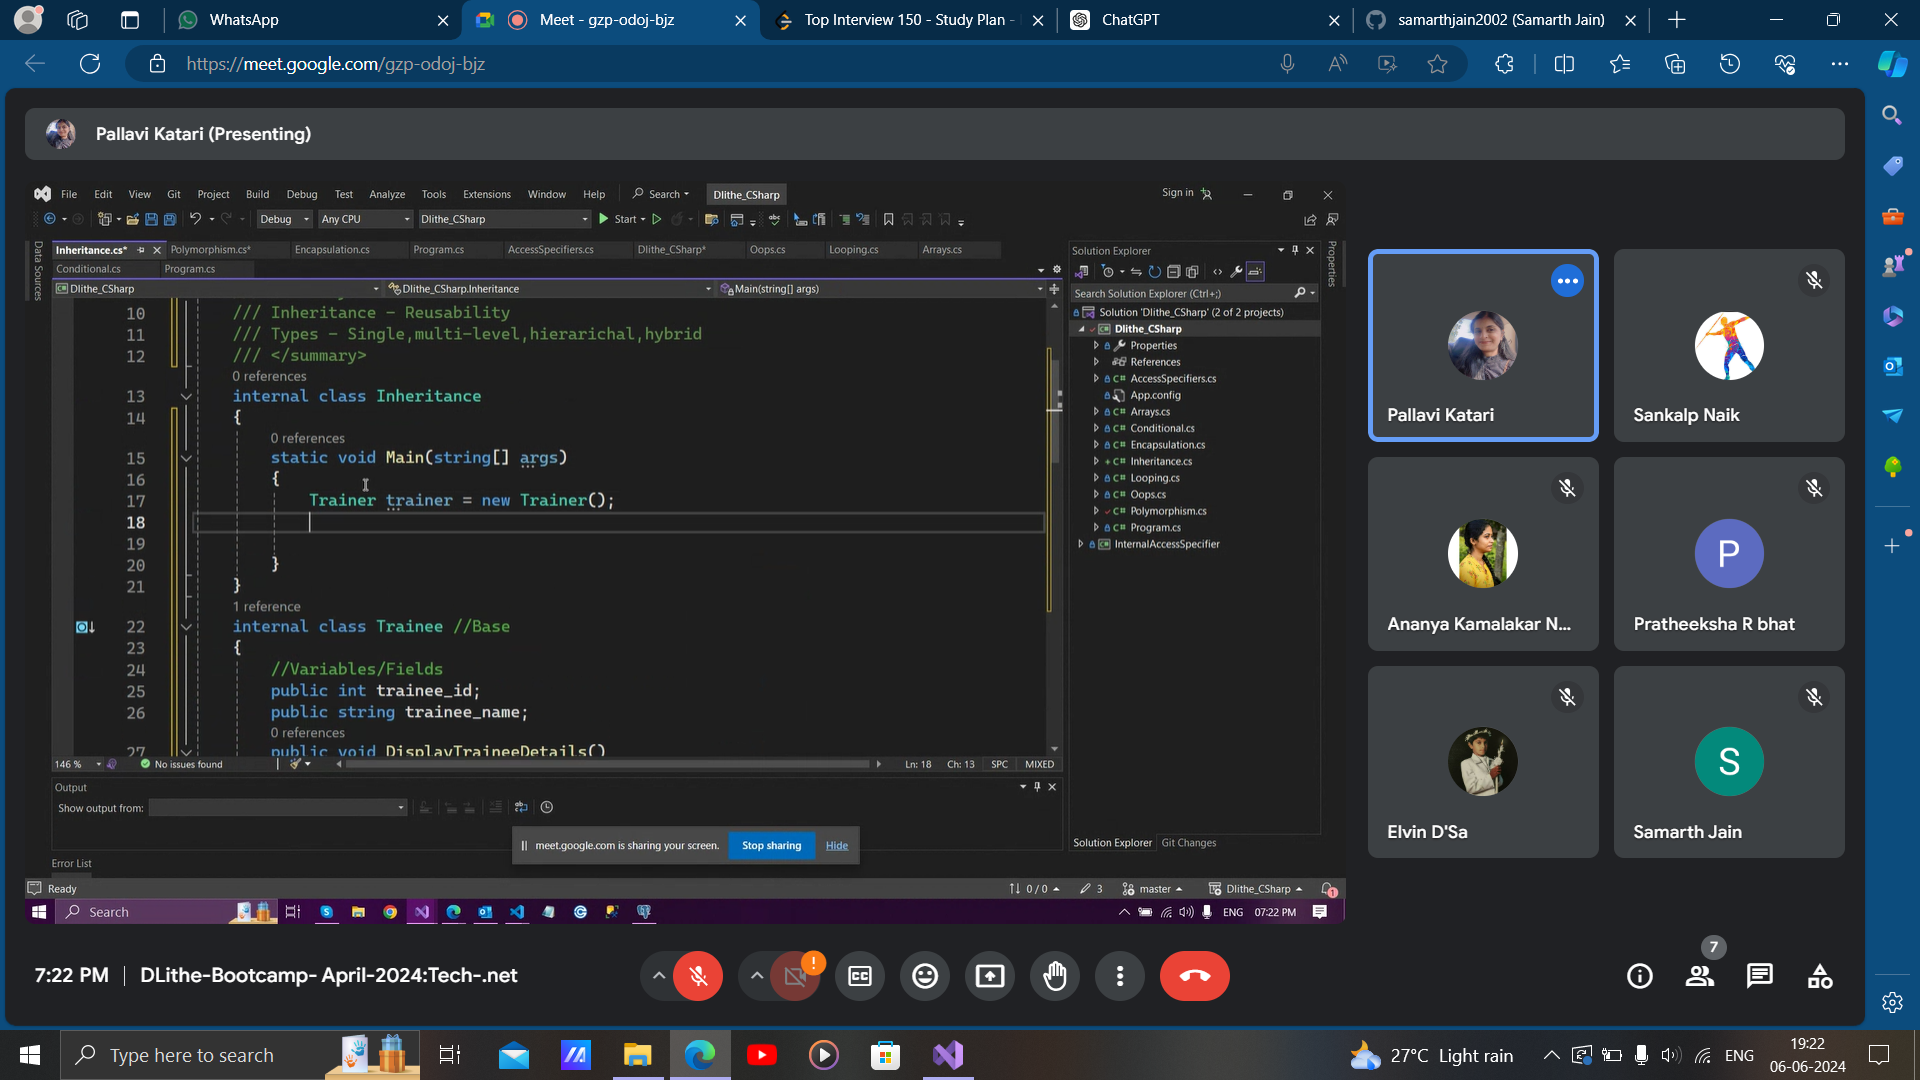 WhatsApp
Meet - gzp-odoj-bjz
Top Interview 150 - Study Plan -
ChatGPT
samarthjain2002 (Samarth Jain)
https://meet.google.com/gzp-odoj-bjz
Pallavi Katari (Presenting)
File Edit View Git Project Build Debug Test Analyze Tools Extensions Window Help Search Dlithe_CSharp Sign in
Debug Any CPU Dlithe_CSharp Start
Data Sources
Inheritance.cs* Polymorphism.cs* Encapsulation.cs Program.cs AccessSpecifiers.cs Dlithe_CSharp* Oops.cs Looping.cs Arrays.cs
Conditional.cs Program.cs
Dlithe_CSharp Dlithe_CSharp.Inheritance Main(string[] args)
10 /// Inheritance - Reusability
11 /// Types - Single,multi-level,hierarichal,hybrid
12 /// </summary>
0 references
13 internal class Inheritance
14 {
0 references
15 static void Main(string[] args)
16 {
17 Trainer trainer = new Trainer();
18
19
20 }
21 }
1 reference
22 internal class Trainee //Base
23 {
24 //Variables/Fields
25 public int trainee_id;
26 public string trainee_name;
0 references
27 public void DisplayTraineeDetails()
146 % No issues found Ln: 18 Ch: 13 SPC MIXED
Output
Show output from:
Error List
Ready
0 / 0 3 master Dlithe_CSharp 1
Solution Explorer
Search Solution Explorer (Ctrl+;)
Solution 'Dlithe_CSharp' (2 of 2 projects)
Dlithe_CSharp
Properties
References
AccessSpecifiers.cs
App.config
Arrays.cs
Conditional.cs
Encapsulation.cs
Inheritance.cs
Looping.cs
Oops.cs
Polymorphism.cs
Program.cs
InternalAccessSpecifier
Solution Explorer Git Changes
Properties
meet.google.com is sharing your screen. Stop sharing Hide
Search
ENG 07:22 PM
Pallavi Katari
Sankalp Naik
Ananya Kamalakar N...
P
Pratheeksha R bhat
Elvin D'Sa
S
Samarth Jain
7:22 PM | DLithe-Bootcamp- April-2024:Tech-.net
!
CC
7
Type here to search
27°C Light rain
ENG
19:22
06-06-2024